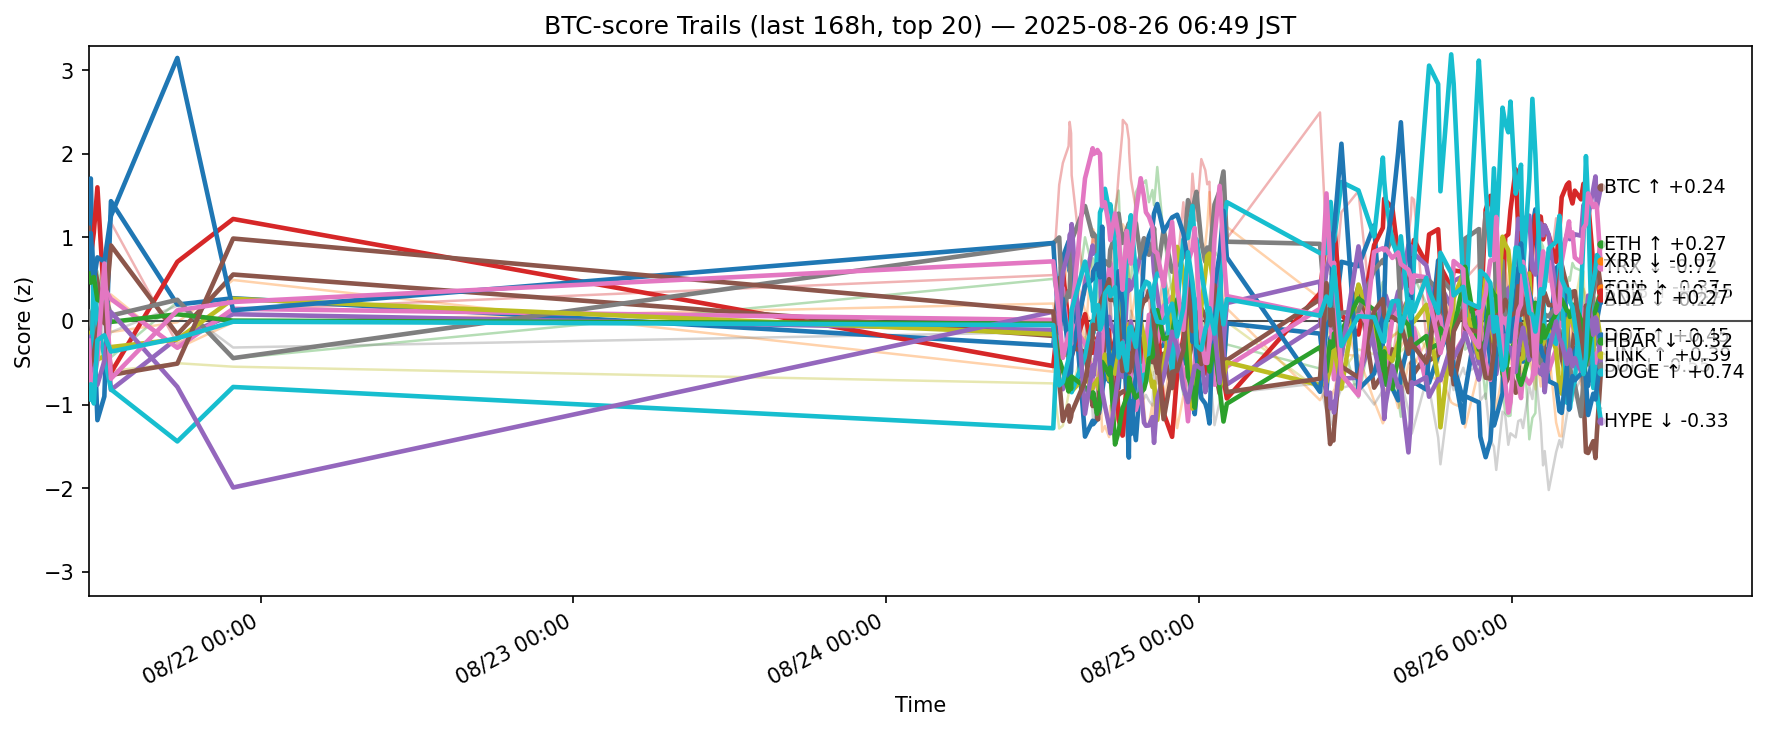 BTC-score Trails (last 168h, top 20) — 2025-08-26 06:49 JST
Score (z)
3
2
1
0
−1
−2
−3
BTC ↑ +0.24
ETH ↑ +0.27
XRP ↓ -0.07
ADA ↑ +0.27
HBAR ↓ -0.32
LINK ↑ +0.39
DOGE ↑ +0.74
HYPE ↓ -0.33
08/22 00:00
08/23 00:00
08/24 00:00
08/25 00:00
08/26 00:00
Time